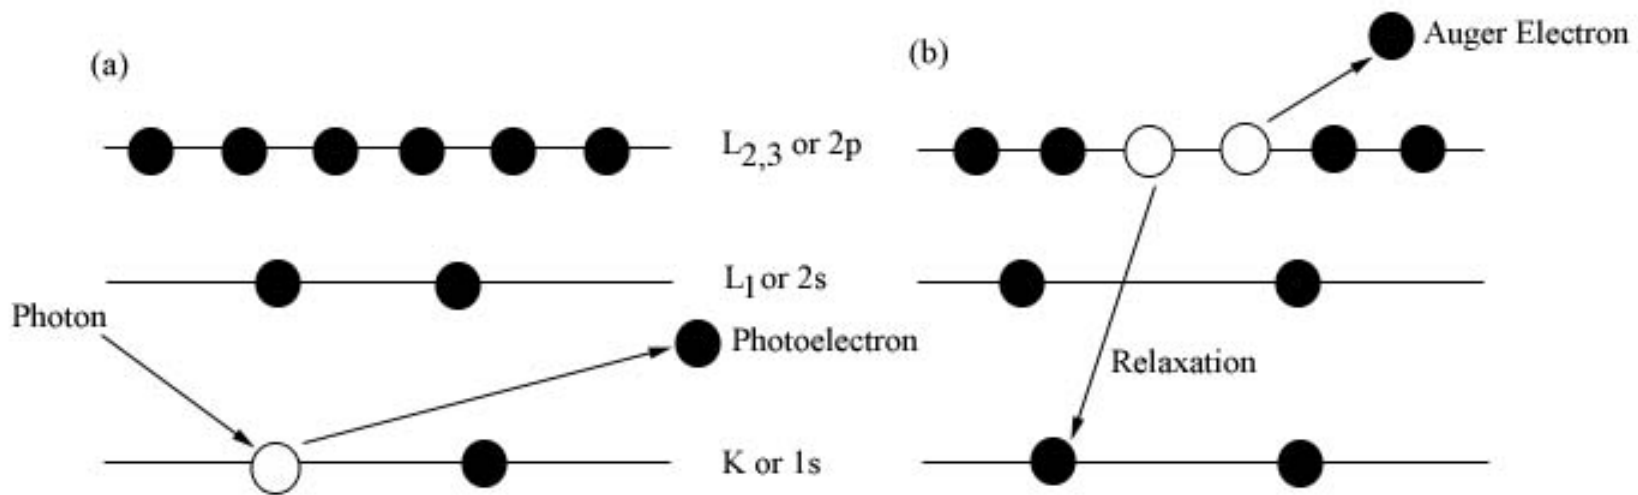 (a)
(b)
Auger Electron
L2,3 or 2p
L1 or 2s
Photon
Photoelectron
Relaxation
K or 1s